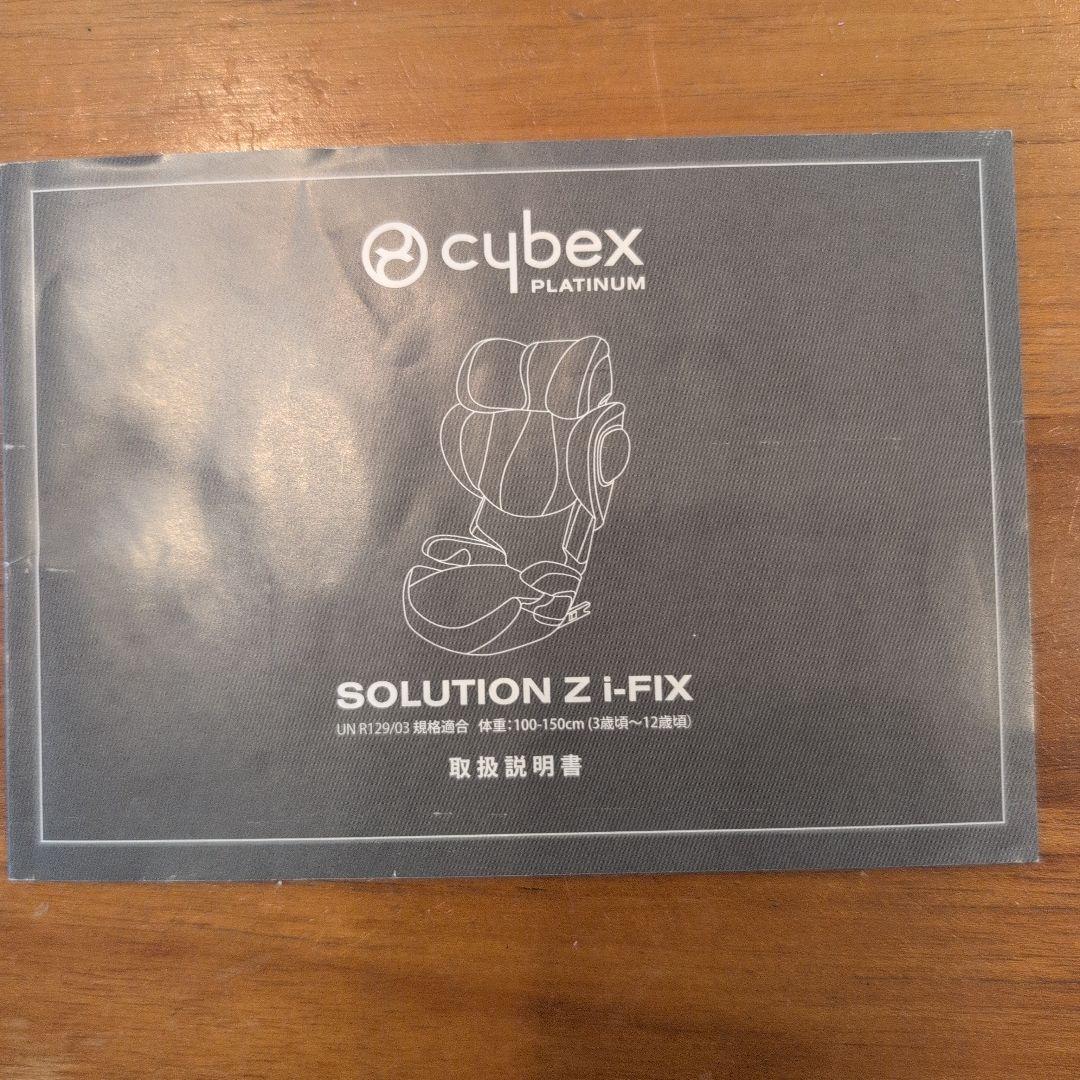 cybex
PLATINUM
SOLUTION Z i-FIX
UN R129/03 規格適合 体重:100-150cm (3歳頃~12歳頃)
取扱説明書